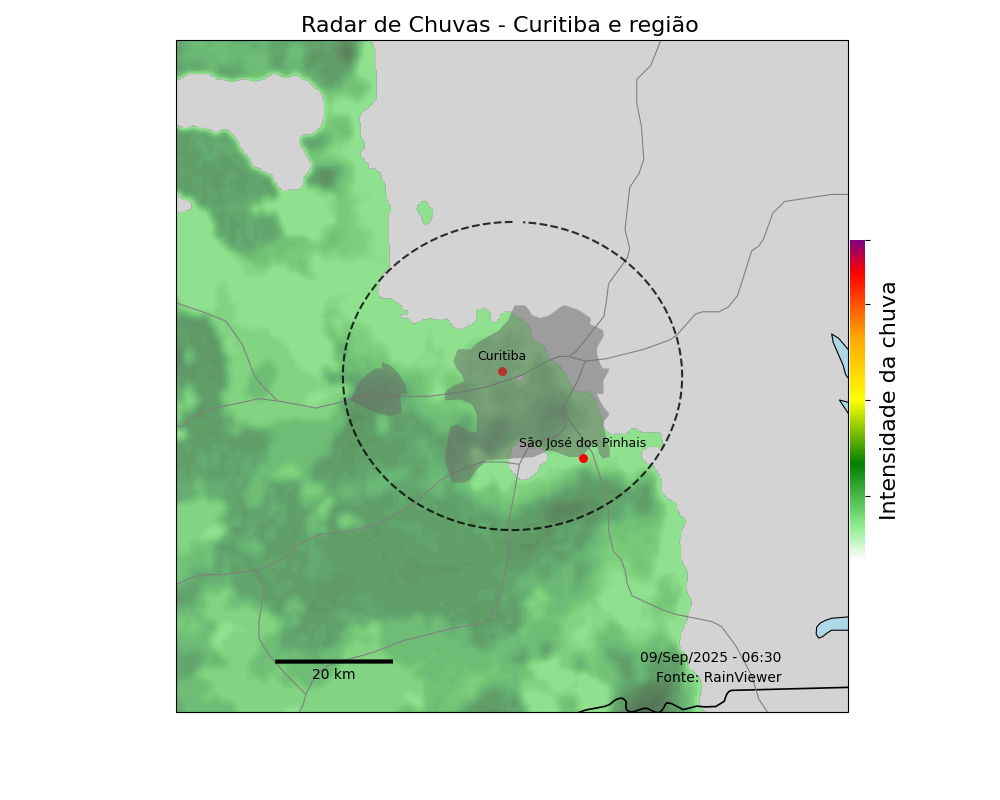 Radar de Chuvas - Curitiba e região
Curitiba
São José dos Pinhais
Intensidade da chuva
09/Sep/2025 - 06:30
Fonte: RainViewer
20 km